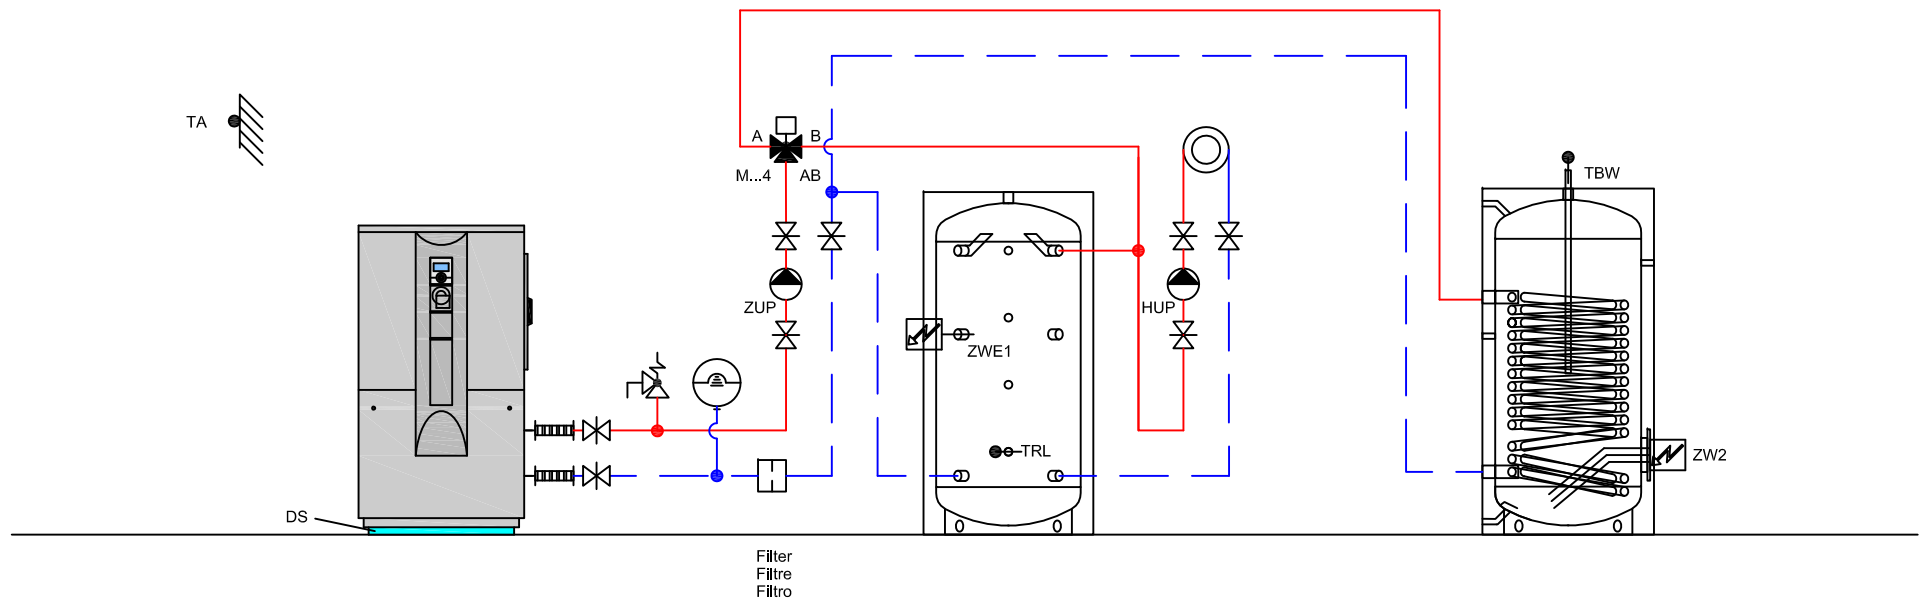 TA
A
B
M...4
AB
TBW
ZUP
HUP
ZWE1
TRL
ZW2
DS
Filter
Filtre
Filtro